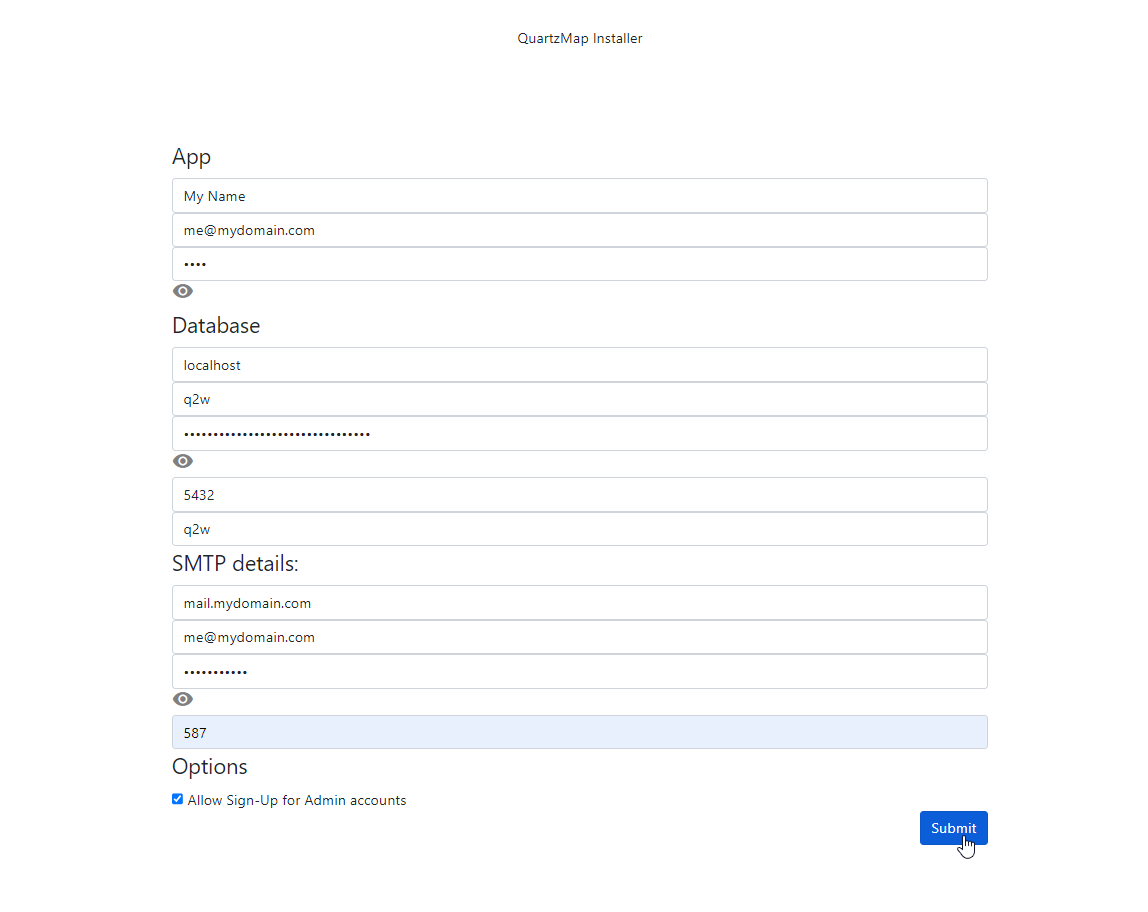 QuartzMap Installer
App
My Name
me@mydomain.com
••••
Database
localhost
q2w
••••••••••••••••••••••••••••••••
5432
q2w
SMTP details:
mail.mydomain.com
me@mydomain.com
•••••••••••
587
Options
Allow Sign-Up for Admin accounts
Submit